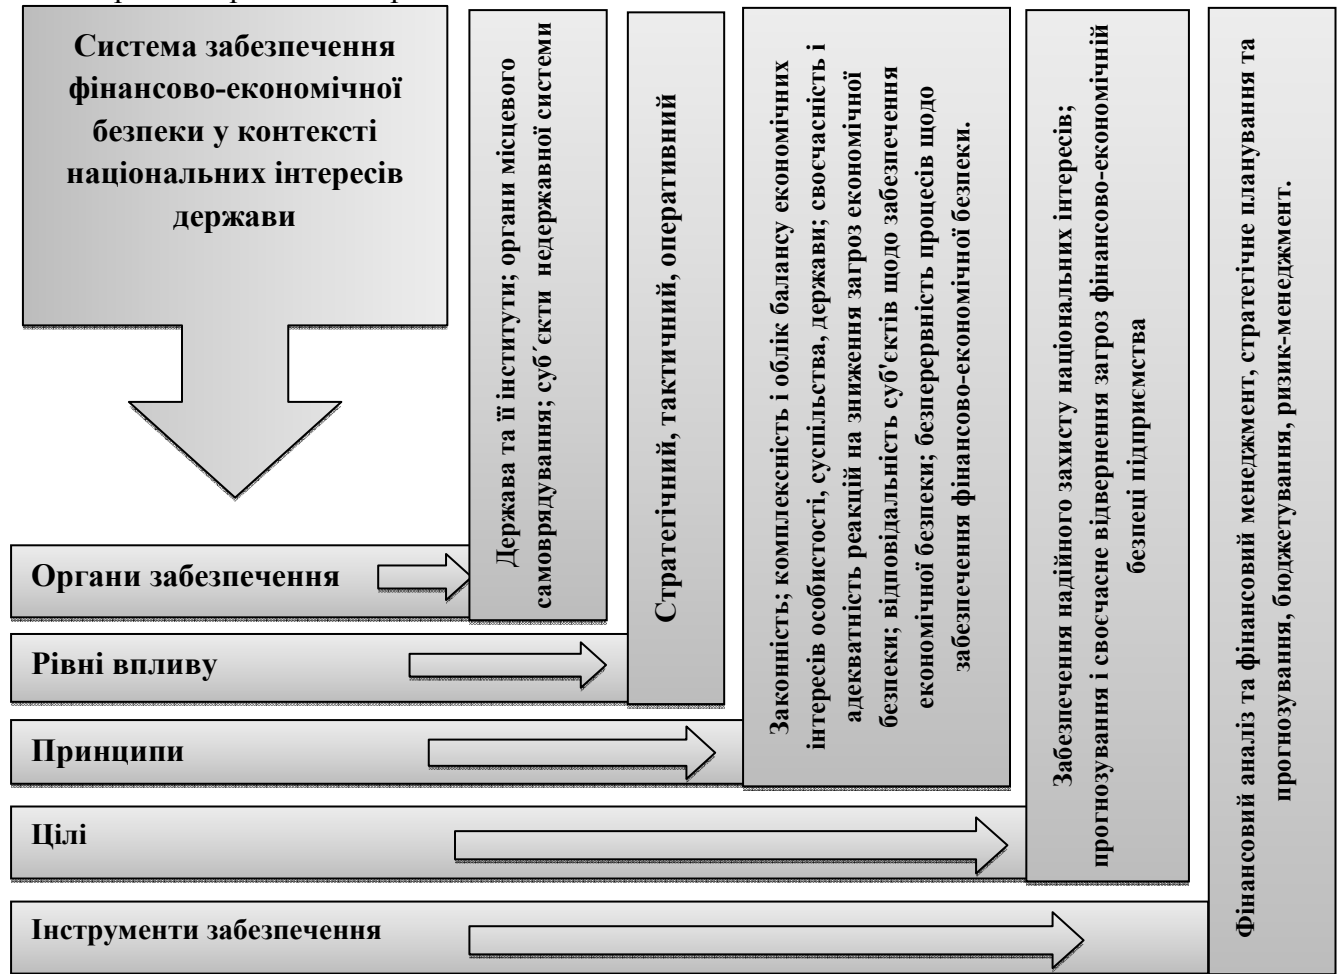 Система забезпечення
фінансово-економічної
безпеки у контексті
національних інтересів
держави
Органи забезпечення
Держава та її інститути; органи місцевого
самоврядування; суб´єкти недержавної системи
Рівні впливу
Стратегічний, тактичний, оперативний
Принципи
Законність; комплексність і облік балансу економічних
інтересів особистості, суспільства, держави; своєчасність і
адекватність реакцій на зниження загроз економічної
безпеки; відповідальність суб'єктів щодо забезпечення
економічної безпеки; безперервність процесів щодо
забезпечення фінансово-економічної безпеки.
Цілі
Забезпечення надійного захисту національних інтересів;
прогнозування і своєчасне відвернення загроз фінансово-економічній
безпеці підприємства
Інструменти забезпечення
Фінансовий аналіз та фінансовий менеджмент, стратегічне планування та
прогнозування, бюджетування, ризик-менеджмент.